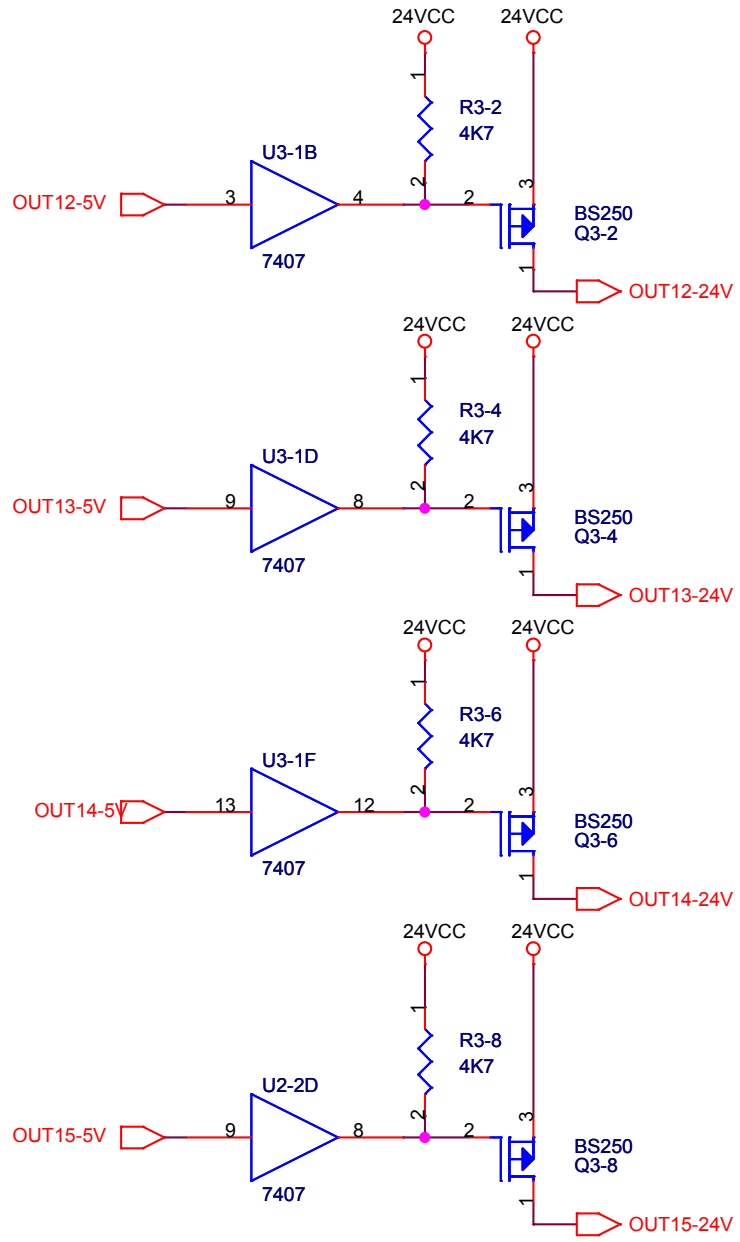 24VCC 24VCC
1
R3-2
4K7
U3-1B
2 3
OUT12-5V 3 4 2
BS250
Q3-2
7407
1
OUT12-24V
24VCC 24VCC
1
R3-4
4K7
U3-1D
2 3
OUT13-5V 9 8 2
BS250
Q3-4
7407
1
OUT13-24V
24VCC 24VCC
1
R3-6
4K7
U3-1F
2 3
OUT14-5V 13 12 2
BS250
Q3-6
7407
1
OUT14-24V
24VCC 24VCC
1
R3-8
4K7
U2-2D
2 3
OUT15-5V 9 8 2
BS250
Q3-8
7407
1
OUT15-24V